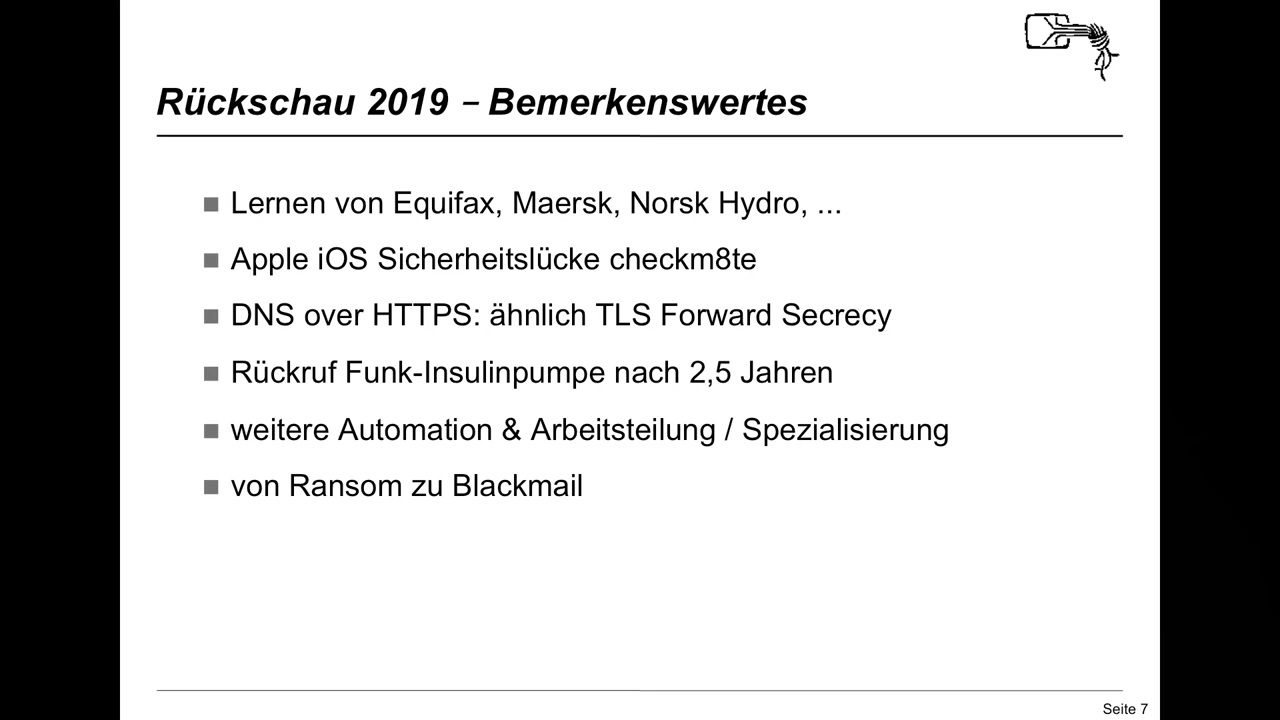 Rückschau 2019 – Bemerkenswertes
Lernen von Equifax, Maersk, Norsk Hydro, ...
Apple iOS Sicherheitslücke checkm8te
DNS over HTTPS: ähnlich TLS Forward Secrecy
Rückruf Funk-Insulinpumpe nach 2,5 Jahren
weitere Automation & Arbeitsteilung / Spezialisierung
von Ransom zu Blackmail
Seite 7